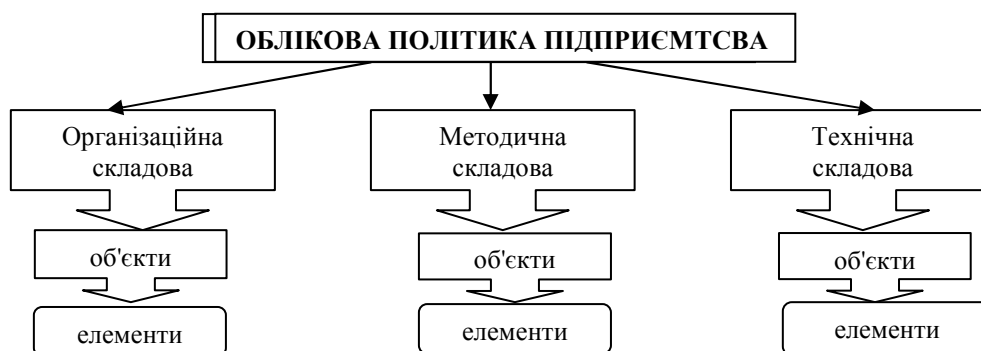 ОБЛІКОВА ПОЛІТИКА ПІДПРИЄМТСВА
Організаційна
складова
Методична
складова
Технічна
складова
об'єкти
об'єкти
об'єкти
елементи
елементи
елементи